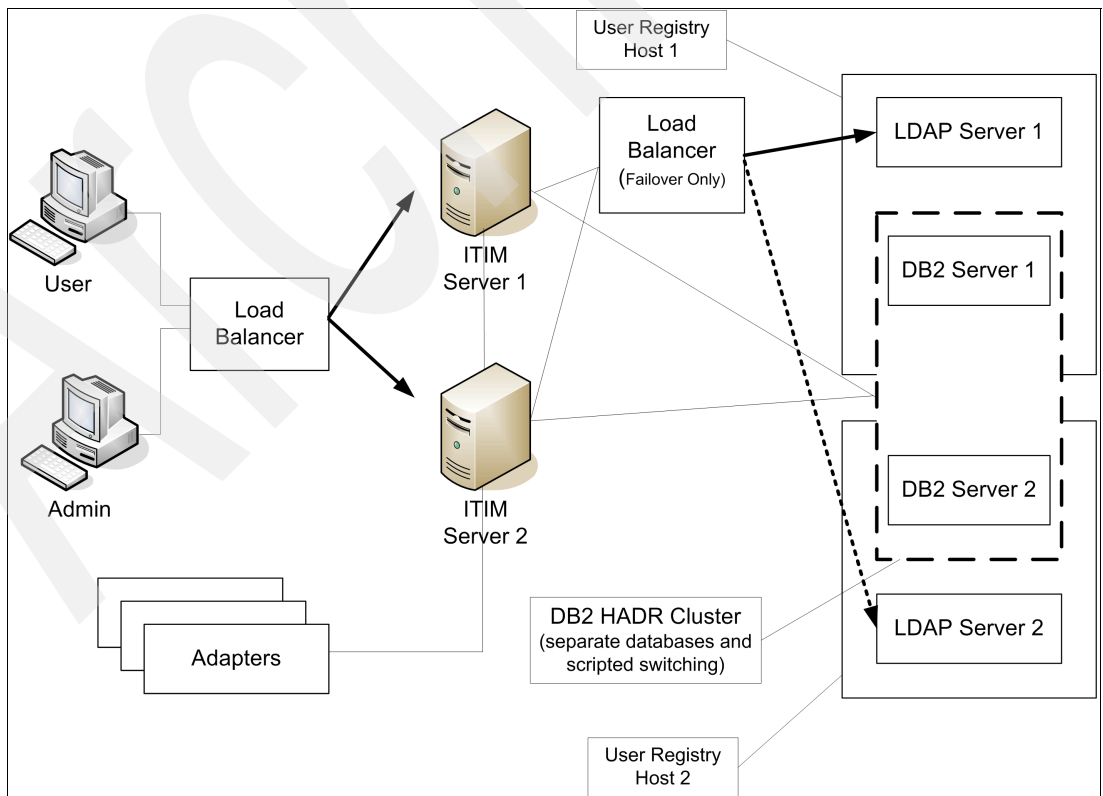 User Registry
Host 1
Load
Balancer
(Failover Only)
LDAP Server 1
User
ITIM
Server 1
DB2 Server 1
Load
Balancer
Admin
ITIM
Server 2
DB2 Server 2
Adapters
DB2 HADR Cluster
(separate databases and
scripted switching)
LDAP Server 2
User Registry
Host 2